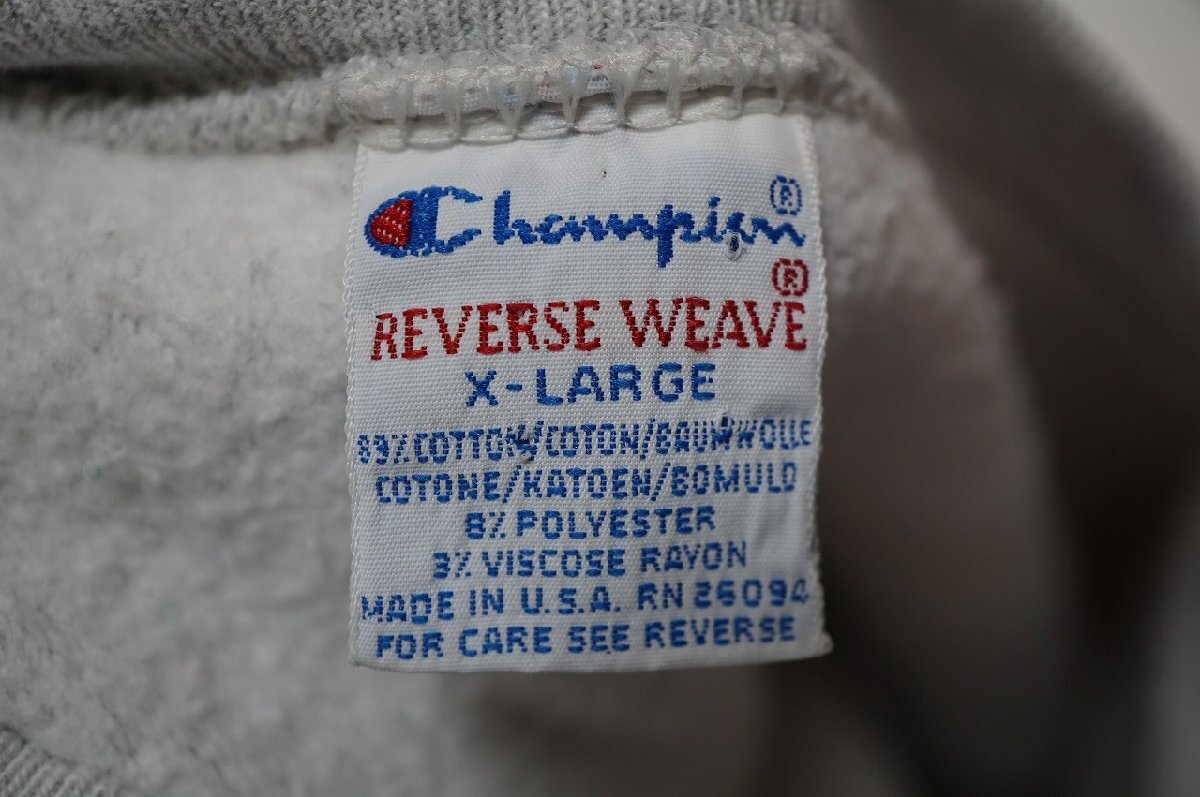 Champion®
REVERSE WEAVE®
X-LARGE
89% COTTON/COTON/BAUMWOLLE
COTONE/KATOEN/BOMULD
8% POLYESTER
3% VISCOSE RAYON
MADE IN U.S.A. RN 26094
FOR CARE SEE REVERSE